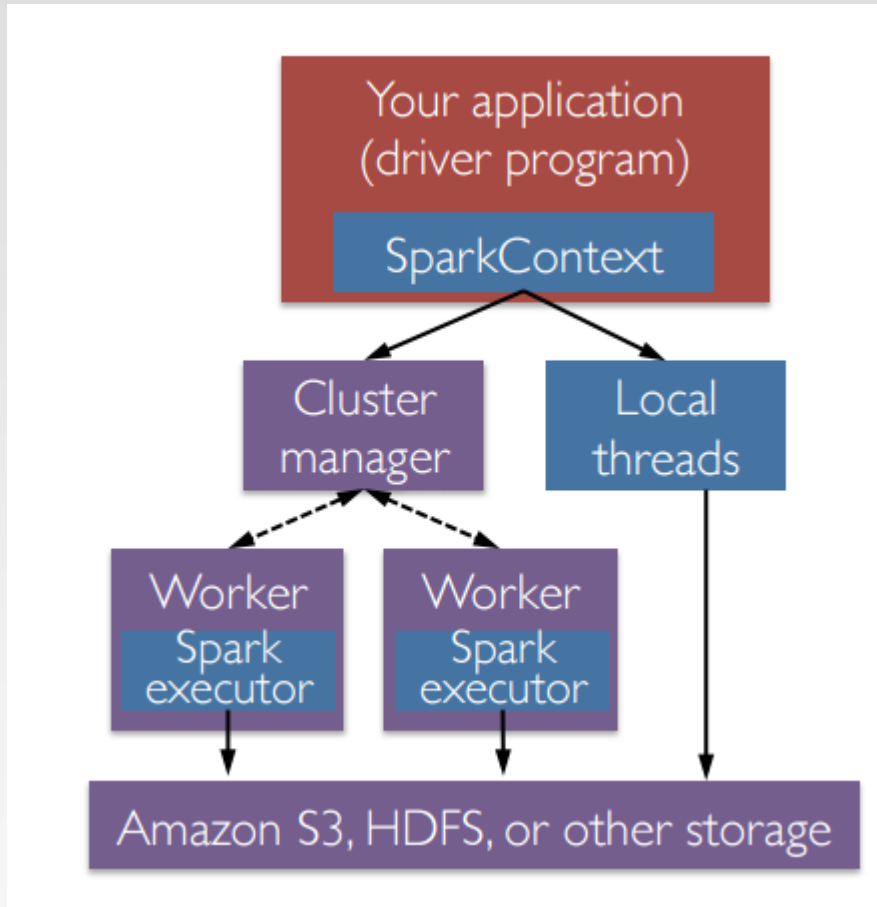 Your application
(driver program)
SparkContext
Cluster
manager
Local
threads
Worker
Spark
executor
Worker
Spark
executor
Amazon S3, HDFS, or other storage